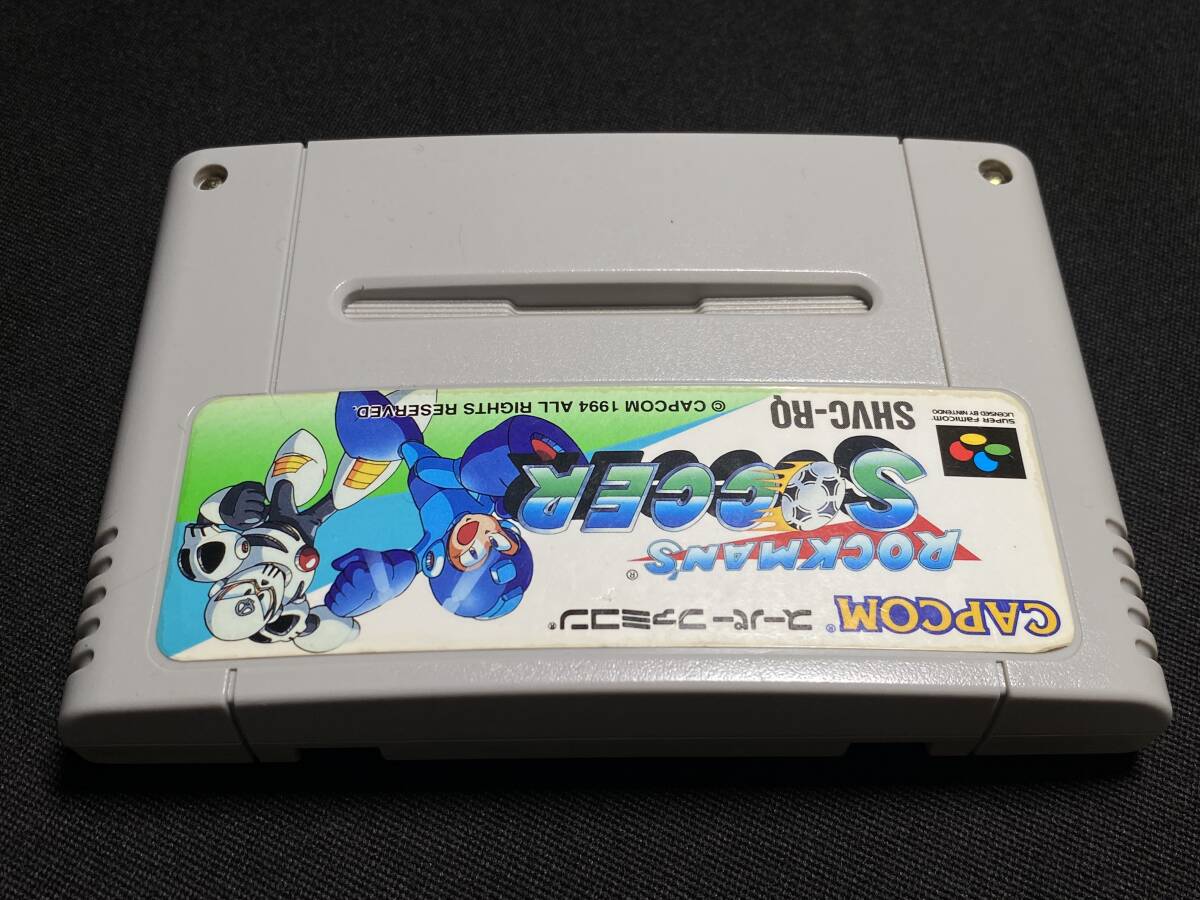 CAPCOM®
スーパーファミコン®
ROCKMAN'S®
SOCCER
SHVC-RQ
© CAPCOM 1994 ALL RIGHTS RESERVED.
SUPER FAMICOM™
LICENSED BY NINTENDO